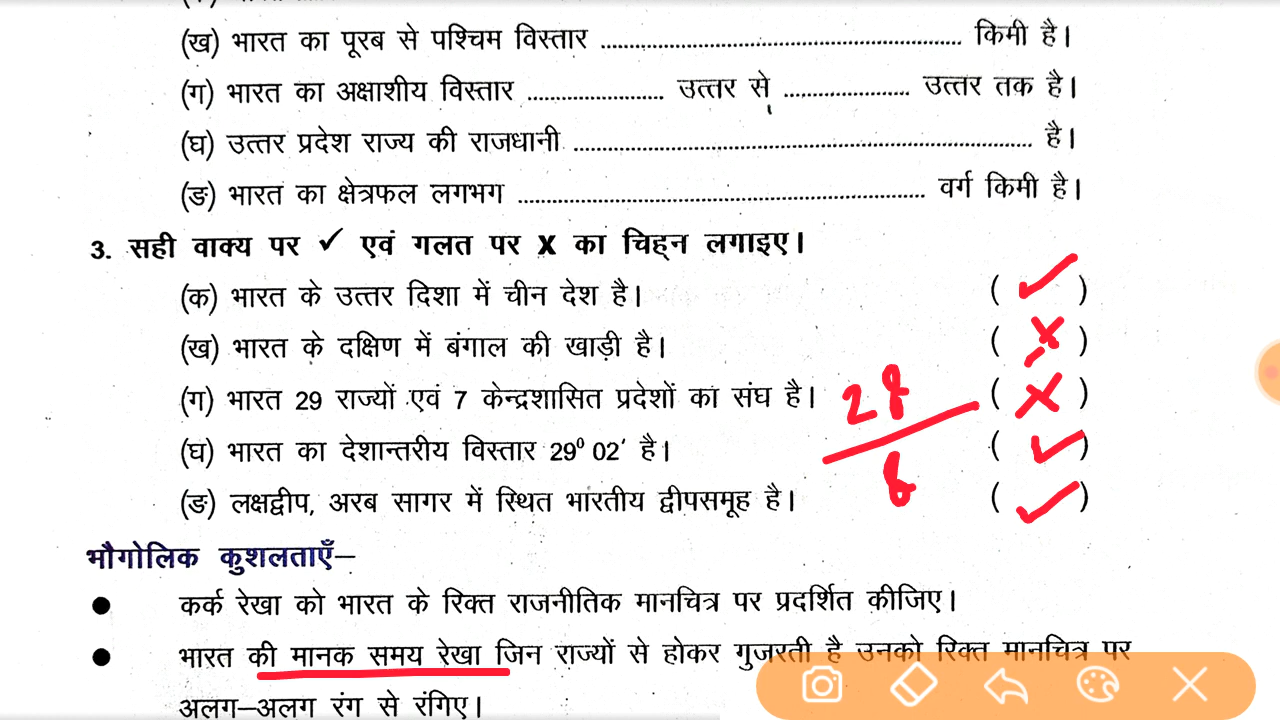 (ख) भारत का पूरब से पश्चिम विस्तार ........................................................ किमी है।
(ग) भारत का अक्षाशीय विस्तार ..................... उत्तर से ................... उत्तर तक है।
(घ) उत्तर प्रदेश राज्य की राजधानी ........................................................................ है।
(ङ) भारत का क्षेत्रफल लगभग ............................................................... वर्ग किमी है।
3. सही वाक्य पर ✓ एवं गलत पर X का चिह्न लगाइए।
(क) भारत के उत्तर दिशा में चीन देश है। ( ✓ )
(ख) भारत के दक्षिण में बंगाल की खाड़ी है। ( x )
(ग) भारत 29 राज्यों एवं 7 केन्द्रशासित प्रदेशों का संघ है। 28 ( x )
(घ) भारत का देशान्तरीय विस्तार 29⁰ 02′ है। 8 ( ✓ )
(ङ) लक्षद्वीप, अरब सागर में स्थित भारतीय द्वीपसमूह है। ( ✓ )
भौगोलिक कुशलताएँ–
● कर्क रेखा को भारत के रिक्त राजनीतिक मानचित्र पर प्रदर्शित कीजिए।
● भारत की मानक समय रेखा जिन राज्यों से होकर गुजरती है उनको रिक्त मानचित्र पर
अलग–अलग रंग से रंगिए।